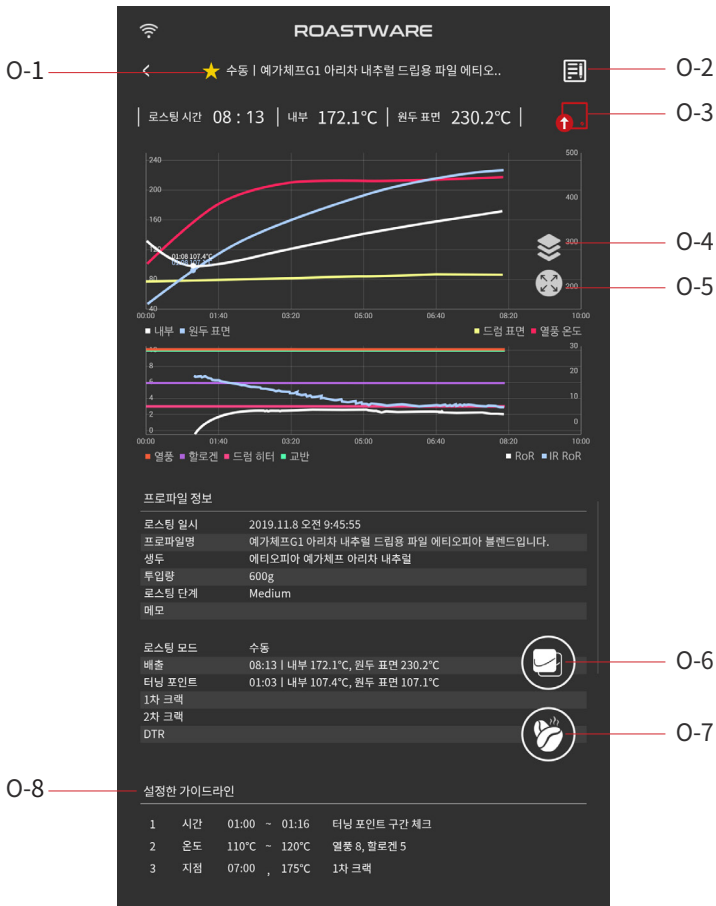 ROASTWARE
O-1
수동 | 예가체프G1 아리차 내추럴 드립용 파일 에티오..
O-2
로스팅 시간 08 : 13 | 내부 172.1°C | 원두 표면 230.2°C |
O-3
240
500
200
400
160
120
01:08 107.4°C
300
O-4
80
200
O-5
40
00:00 01:40 03:20 05:00 06:40 08:20 10:00
내부 원두 표면 드럼 표면 열풍 온도
10
30
8
20
6
4
10
2
0
0
00:00 01:40 03:20 05:00 06:40 08:20 10:00
열풍 할로겐 드럼 히터 교반 RoR IR RoR
프로파일 정보
로스팅 일시 2019.11.8 오전 9:45:55
프로파일명 예가체프G1 아리차 내추럴 드립용 파일 에티오피아 블렌드입니다.
생두 에티오피아 예가체프 아리차 내추럴
투입량 600g
로스팅 단계 Medium
메모
로스팅 모드 수동
배출 08:13 | 내부 172.1°C, 원두 표면 230.2°C
O-6
터닝 포인트 01:03 | 내부 107.4°C, 원두 표면 107.1°C
1차 크랙
2차 크랙
DTR
O-7
O-8
설정한 가이드라인
1 시간 01:00 ~ 01:16 터닝 포인트 구간 체크
2 온도 110°C ~ 120°C 열풍 8, 할로겐 5
3 지점 07:00 , 175°C 1차 크랙